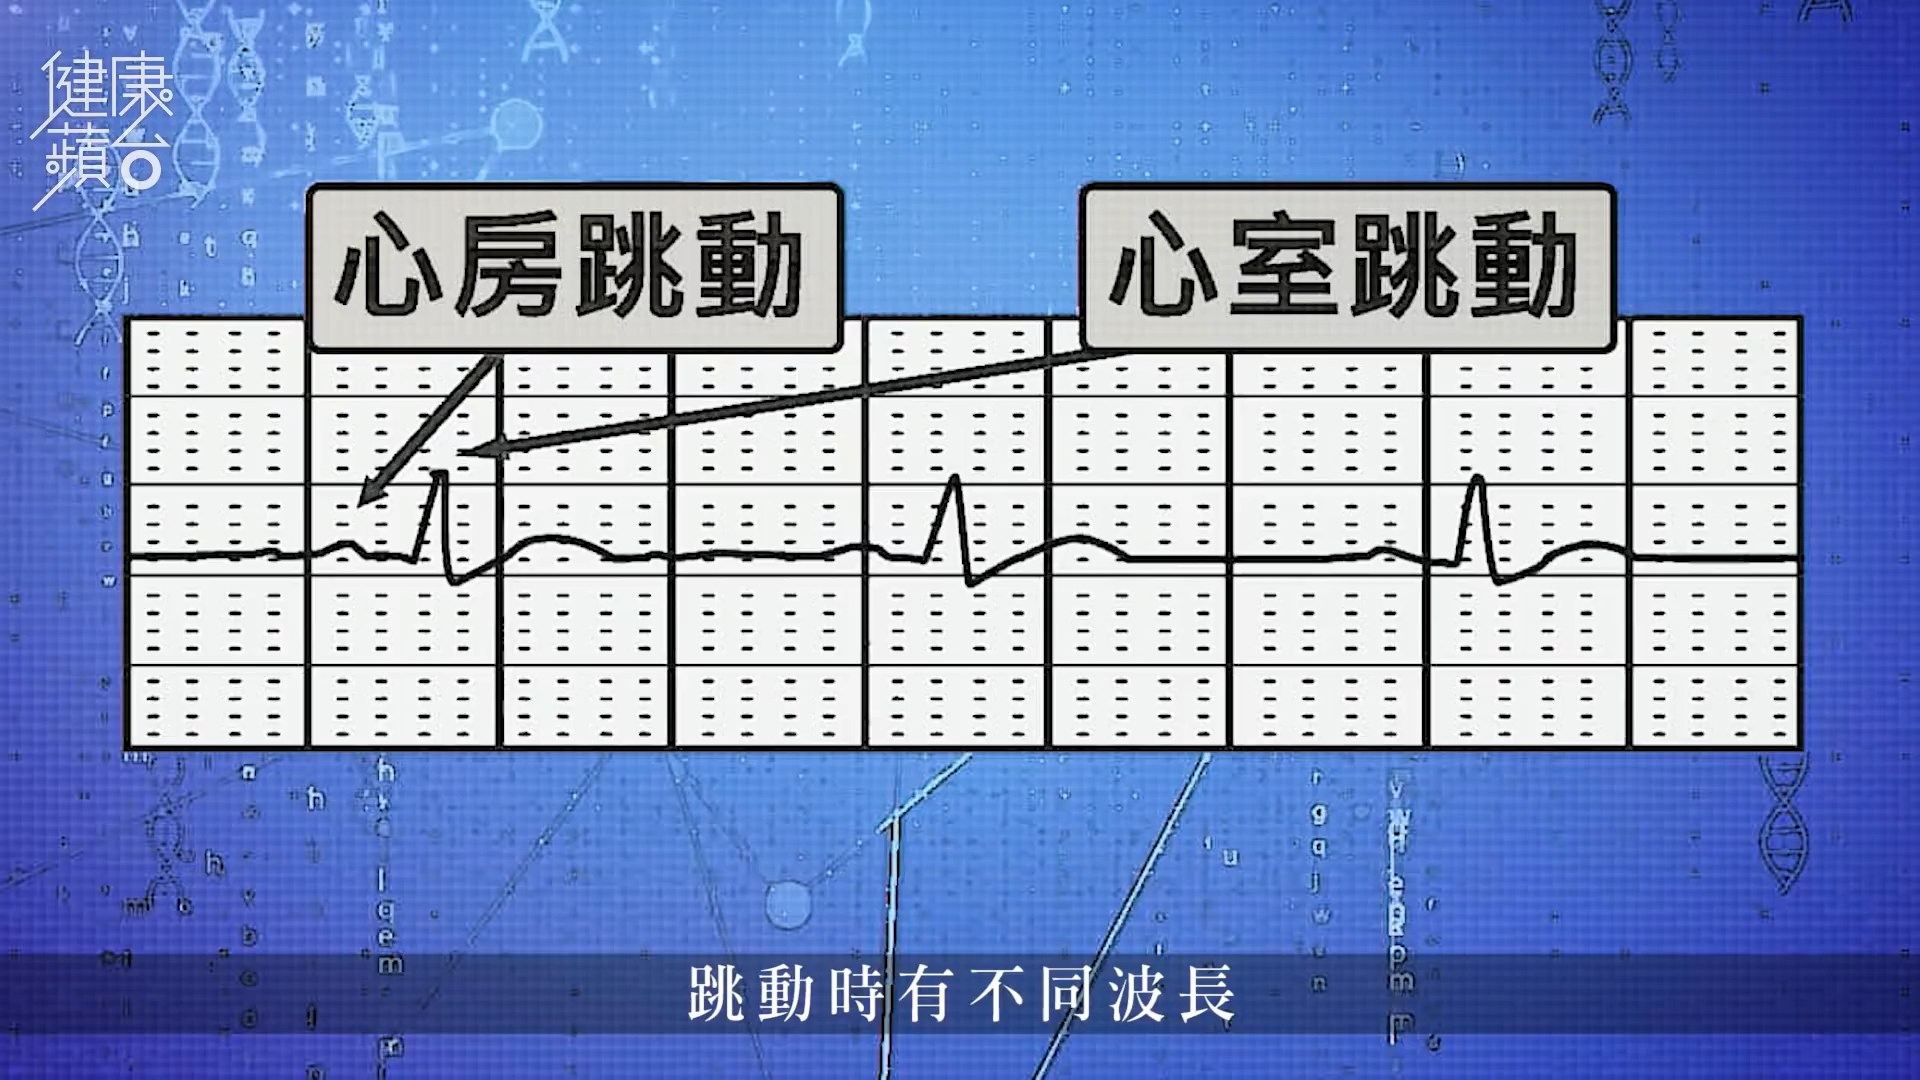 健康
蘋台
心房跳動
心室跳動
跳動時有不同波長